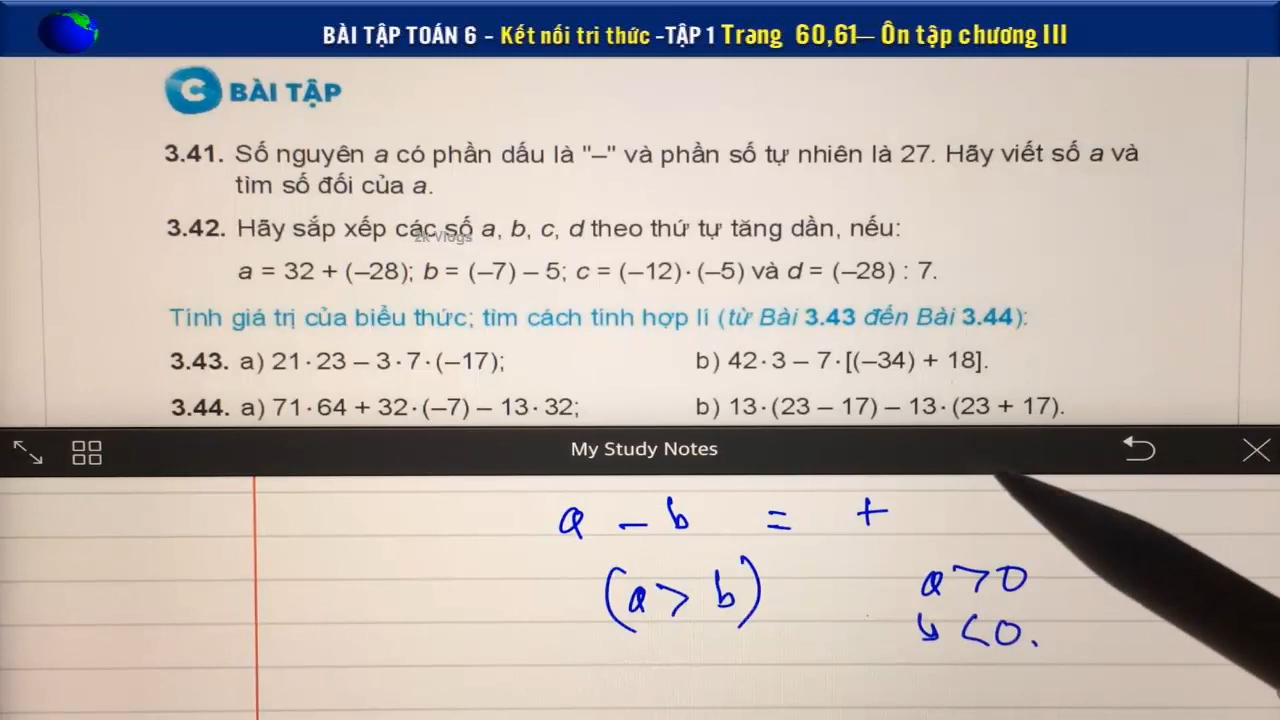 BÀI TẬP TOÁN 6 - Kết nối tri thức -TẬP 1 Trang 60,61– Ôn tập chương III
C BÀI TẬP
3.41. Số nguyên a có phần dấu là "–" và phần số tự nhiên là 27. Hãy viết số a và
tìm số đối của a.
3.42. Hãy sắp xếp các số a, b, c, d theo thứ tự tăng dần, nếu:
2k Vlogs
a = 32 + (–28); b = (–7) – 5; c = (–12)·(–5) và d = (–28) : 7.
Tính giá trị của biểu thức; tìm cách tính hợp lí (từ Bài 3.43 đến Bài 3.44):
3.43. a) 21·23 – 3·7·(–17); b) 42·3 – 7·[(–34) + 18].
3.44. a) 71·64 + 32·(–7) – 13·32; b) 13·(23 – 17) – 13·(23 + 17).
My Study Notes
a – b = +
(a > b) a > 0
↳ < 0.